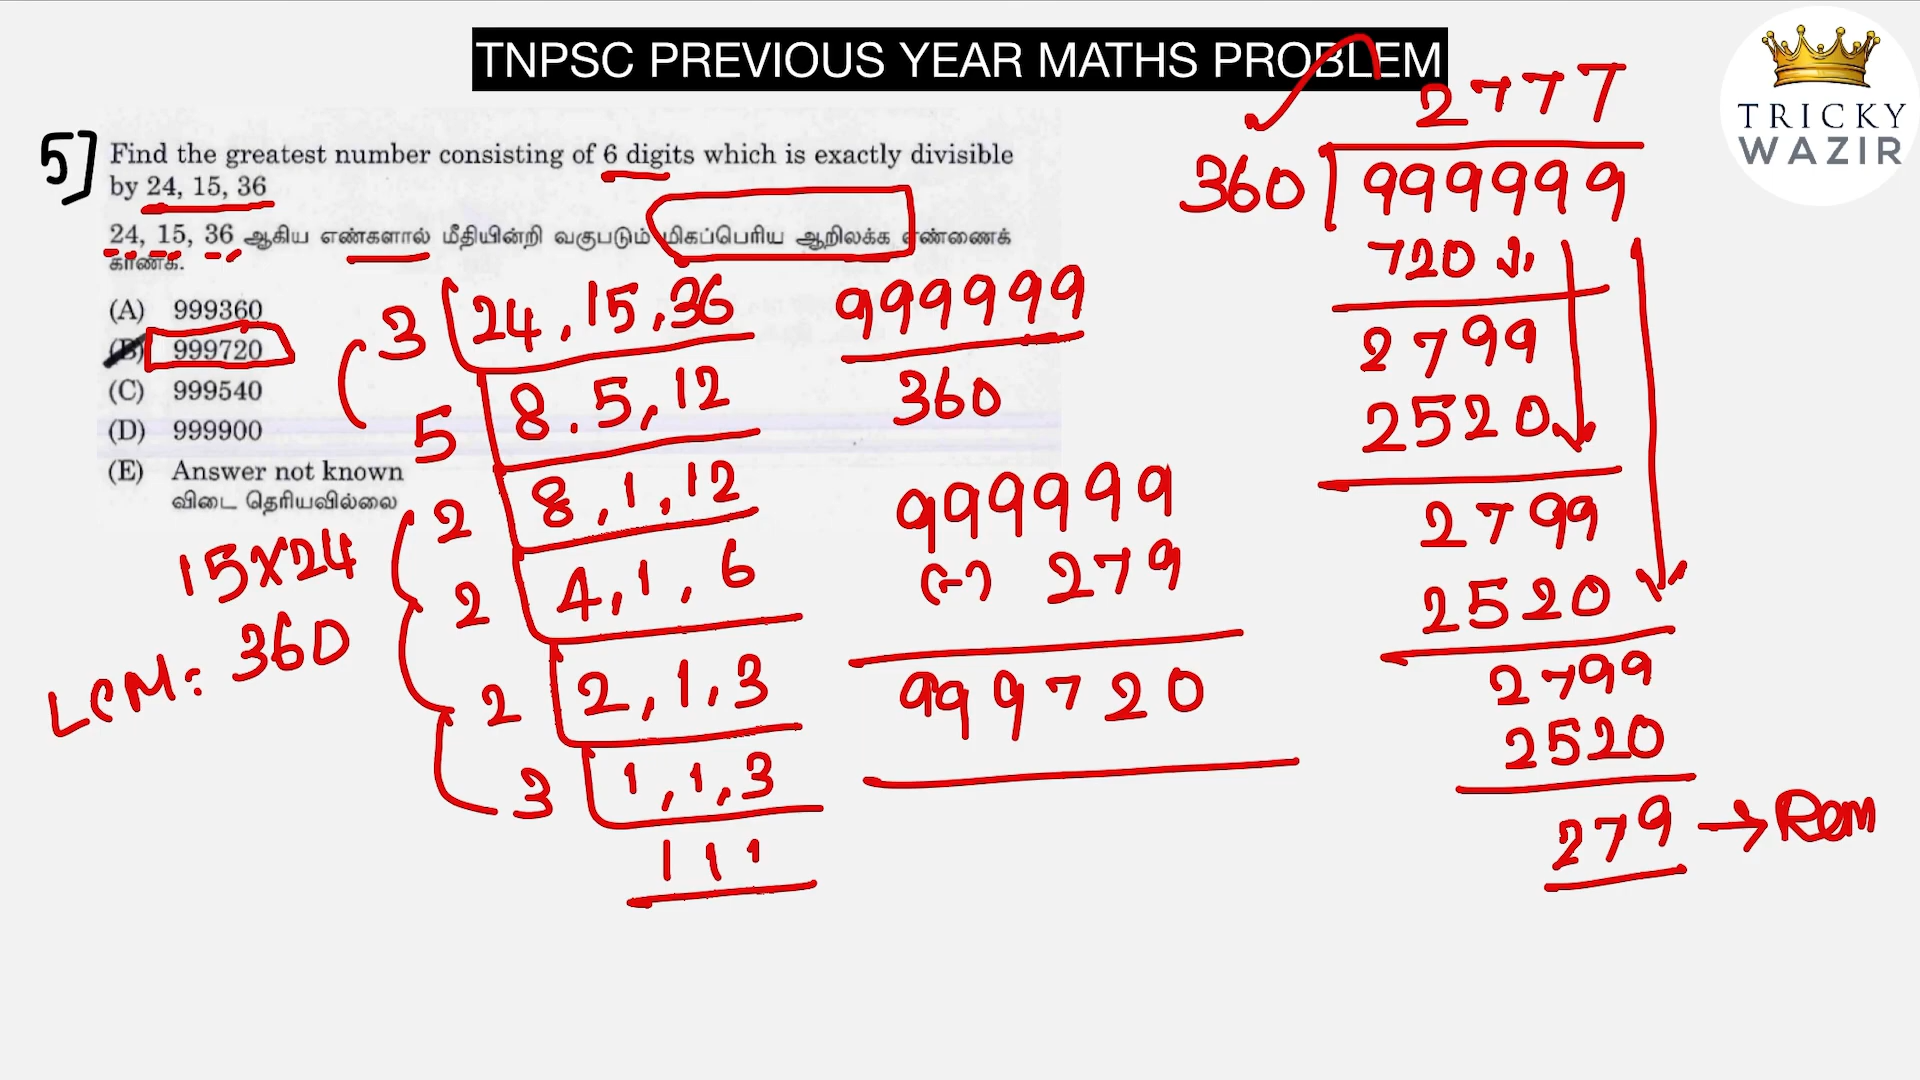 TNPSC PREVIOUS YEAR MATHS PROBLEM
TRICKY
WAZIR
5]
Find the greatest number consisting of 6 digits which is exactly divisible
by 24, 15, 36
24, 15, 36 ஆகிய எண்களால் மீதியின்றி வகுபடும் மிகப்பெரிய ஆறிலக்க எண்ணைக்
காண்க.
(A) 999360
(B) 999720
(C) 999540
(D) 999900
(E) Answer not known
விடை தெரியவில்லை
15x24
LCM: 360
3 24, 15, 36
5 8, 5, 12
2 8, 1, 12
2 4, 1, 6
2 2, 1, 3
3 1, 1, 3
1 1 1
999999
360
999999
(-) 279
999720
2777
360 999999
720
2799
2520
2799
2520
2799
2520
279 → Rem